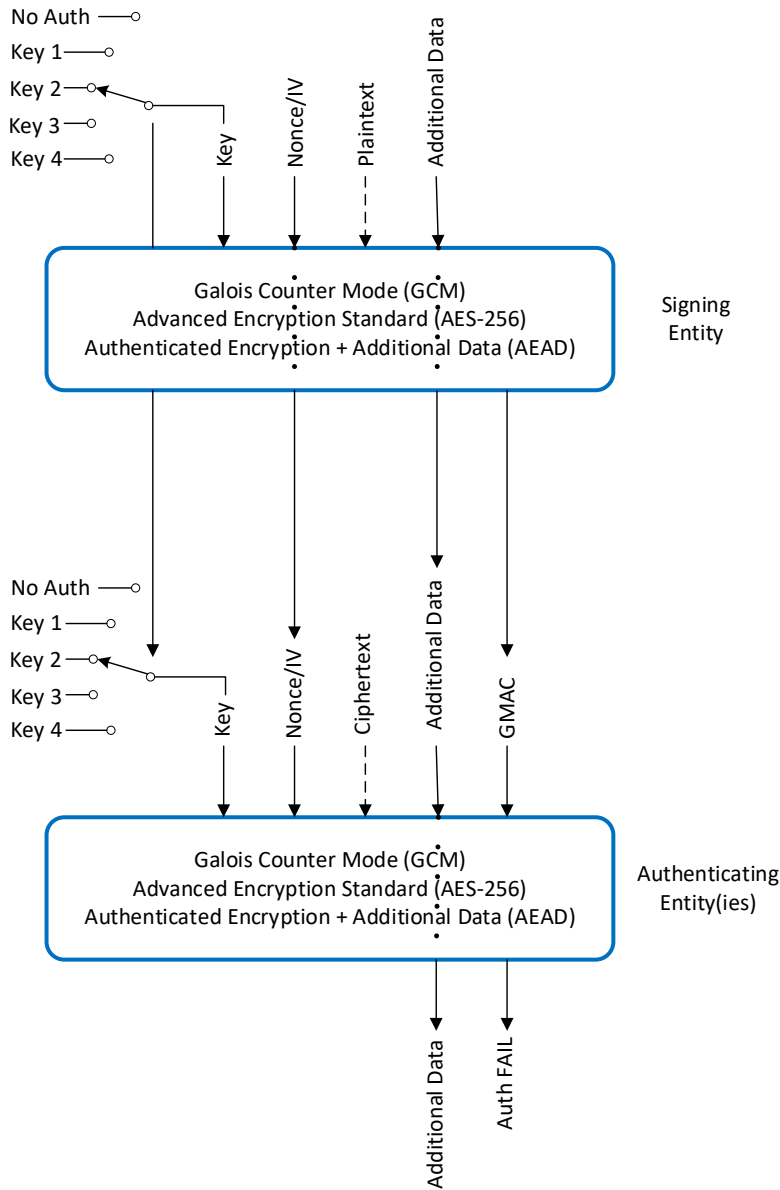 No Auth
Key 1
Key 2
Key 3
Key 4
Key
Nonce/IV
Plaintext
Additional Data
Galois Counter Mode (GCM)
Advanced Encryption Standard (AES-256)
Authenticated Encryption + Additional Data (AEAD)
Signing
Entity
No Auth
Key 1
Key 2
Key 3
Key 4
Key
Nonce/IV
Ciphertext
Additional Data
GMAC
Galois Counter Mode (GCM)
Advanced Encryption Standard (AES-256)
Authenticated Encryption + Additional Data (AEAD)
Authenticating
Entity(ies)
Additional Data
Auth FAIL